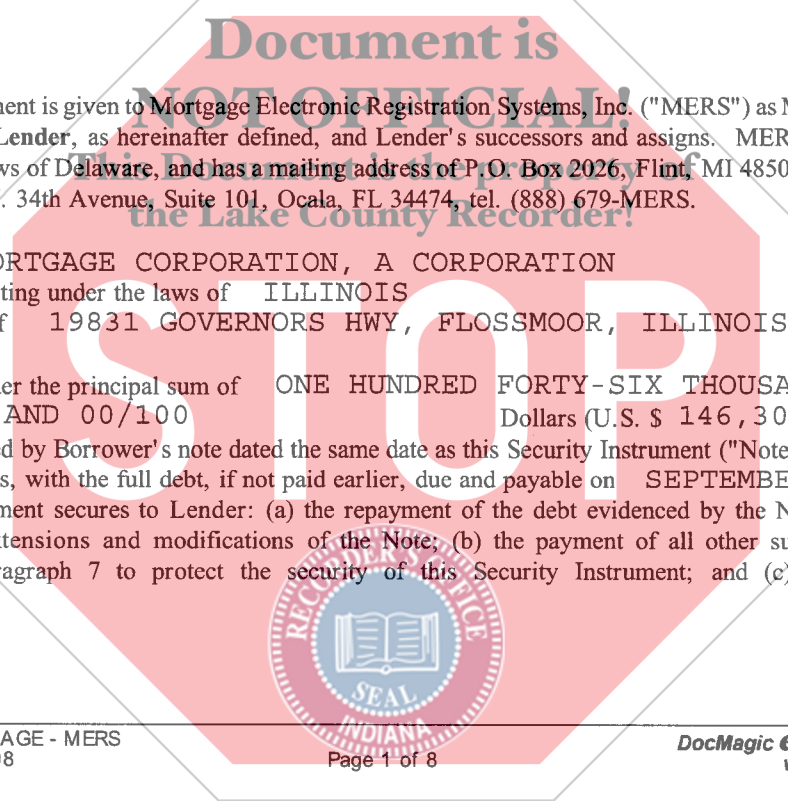 Document is
NOT OFFICIAL!
This Document is the property of
the Lake County Recorder!
STOP
ment is given to Mortgage Electronic Registration Systems, Inc. ("MERS") as M
Lender, as hereinafter defined, and Lender's successors and assigns. MER
ws of Delaware, and has a mailing address of P.O. Box 2026, Flint, MI 4850
. 34th Avenue, Suite 101, Ocala, FL 34474, tel. (888) 679-MERS.
ORTGAGE CORPORATION, A CORPORATION
ting under the laws of ILLINOIS
f 19831 GOVERNORS HWY, FLOSSMOOR, ILLINOIS
er the principal sum of ONE HUNDRED FORTY-SIX THOUSA
AND 00/100 Dollars (U.S. $ 146,30
ed by Borrower's note dated the same date as this Security Instrument ("Note
s, with the full debt, if not paid earlier, due and payable on SEPTEMBE
ment secures to Lender: (a) the repayment of the debt evidenced by the N
tensions and modifications of the Note; (b) the payment of all other su
ragraph 7 to protect the security of this Security Instrument; and (c)
RECORDER'S OFFICE
SEAL
INDIANA
AGE - MERS
8
Page 1 of 8
DocMagic